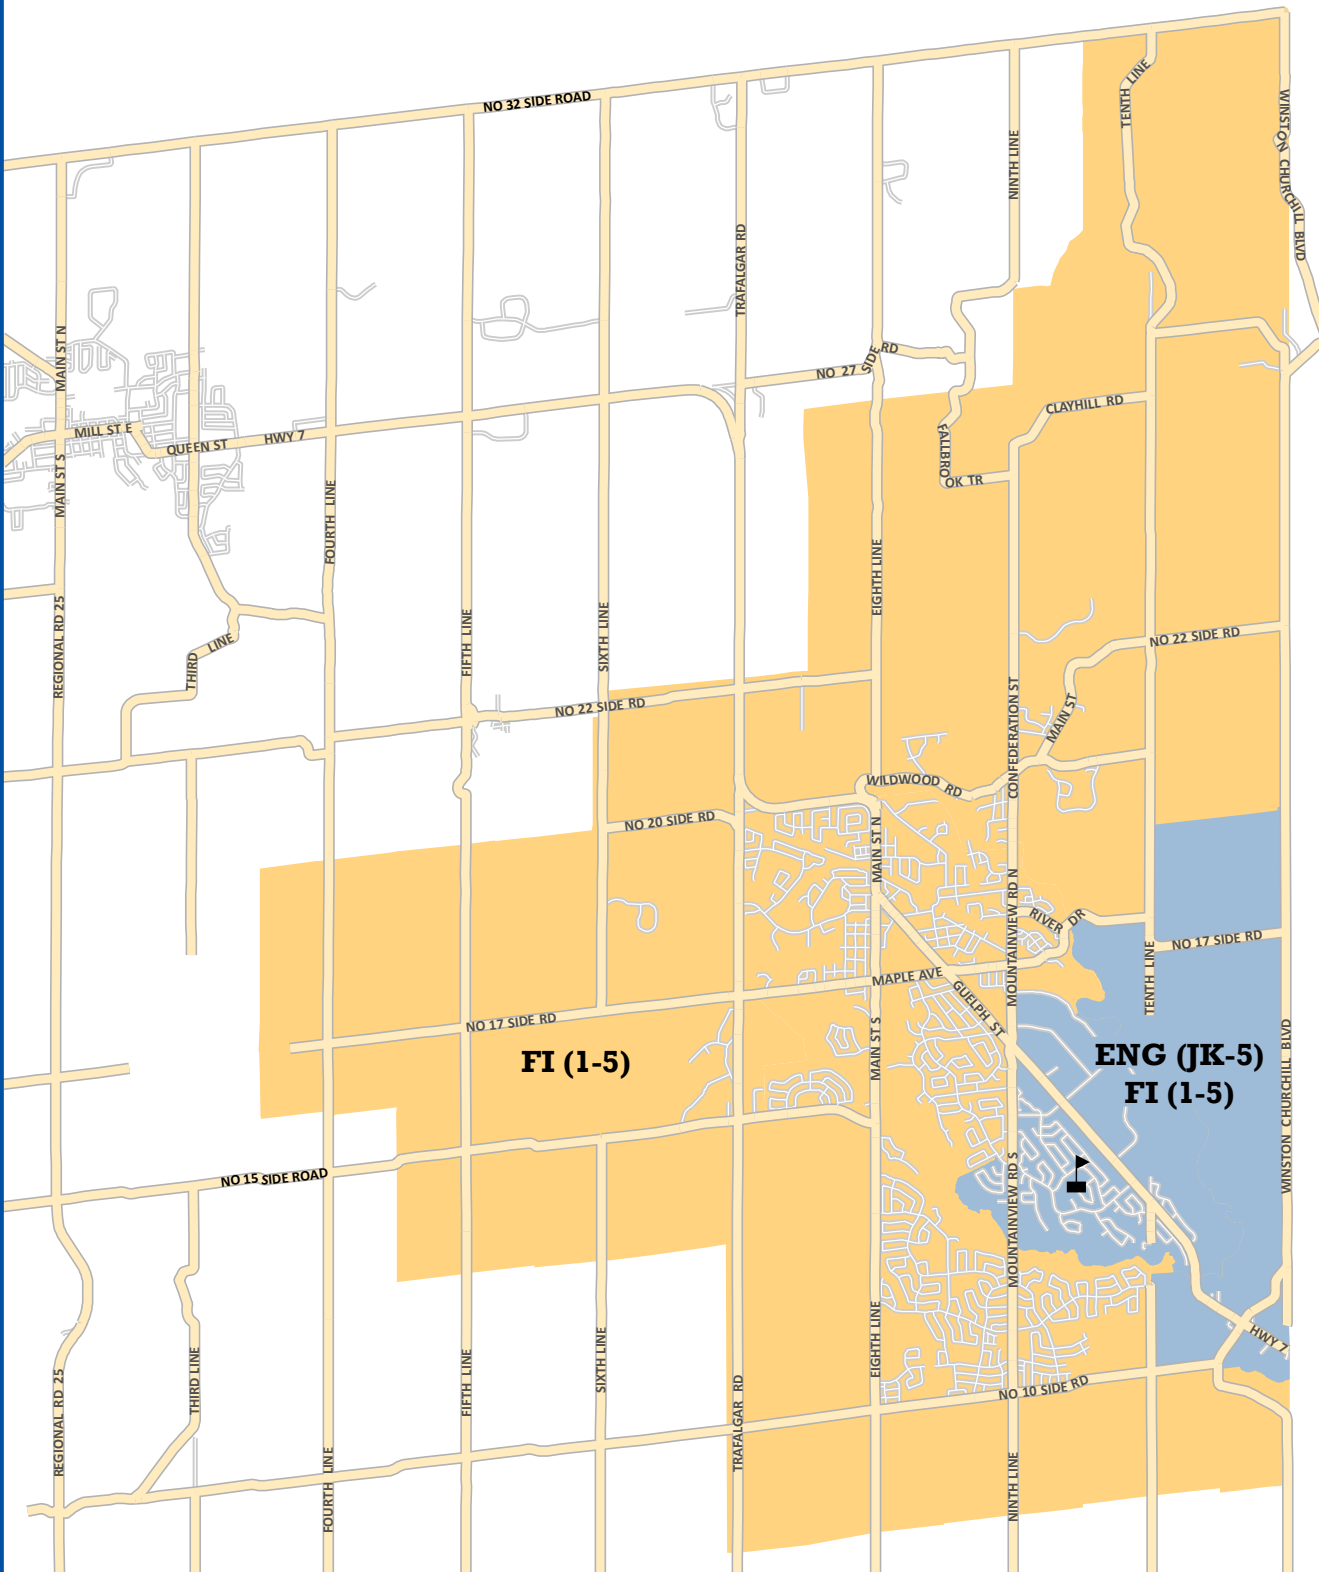 NO 32 SIDE ROAD
TENTH LINE
WINSTON CHURCHILL BLVD
NINTH LINE
TRAFALGAR RD
MAIN ST N
NO 27 SIDE RD
CLAYHILL RD
MILL ST E
QUEEN ST
HWY 7
FALLBROOK TR
MAIN ST S
FOURTH LINE
EIGHTH LINE
REGIONAL RD 25
THIRD LINE
FIFTH LINE
SIXTH LINE
NO 22 SIDE RD
CONFEDERATION ST
MAIN ST
NO 22 SIDE RD
WILDWOOD RD
NO 20 SIDE RD
MAIN ST N
MOUNTAINVIEW RD N
RIVER DR
NO 17 SIDE RD
TENTH LINE
MAPLE AVE
GUELPH ST
NO 17 SIDE RD
MAIN ST S
FI (1-5)
ENG (JK-5)
FI (1-5)
WINSTON CHURCHILL BLVD
NO 15 SIDE ROAD
MOUNTAINVIEW RD S
EIGHTH LINE
HWY 7
REGIONAL RD 25
THIRD LINE
FIFTH LINE
SIXTH LINE
TRAFALGAR RD
NO 10 SIDE RD
FOURTH LINE
NINTH LINE